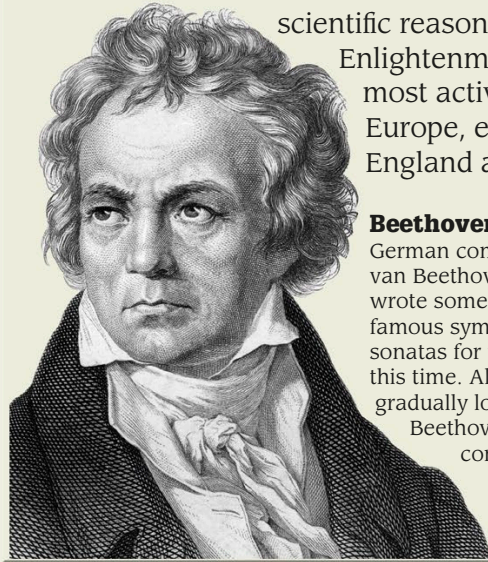 scientific reason
Enlightenm
most activ
Europe, e
England a
Beethoven
German con
van Beethov
wrote some
famous sym
sonatas for
this time. Al
gradually lo
Beethov
con